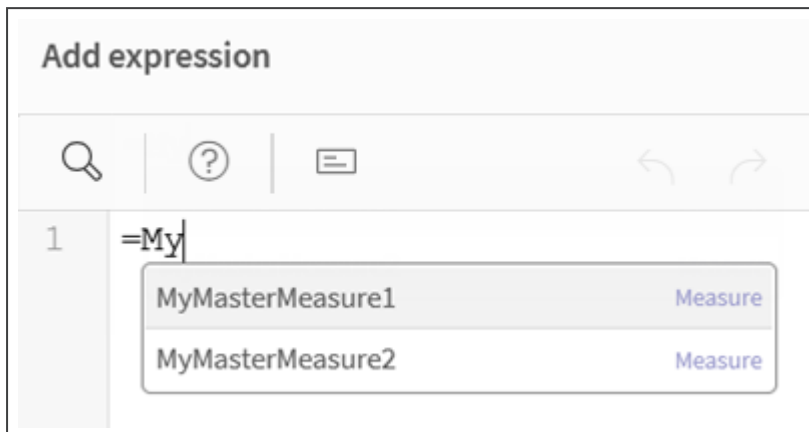 Add expression
1 =My
MyMasterMeasure1 Measure
MyMasterMeasure2 Measure